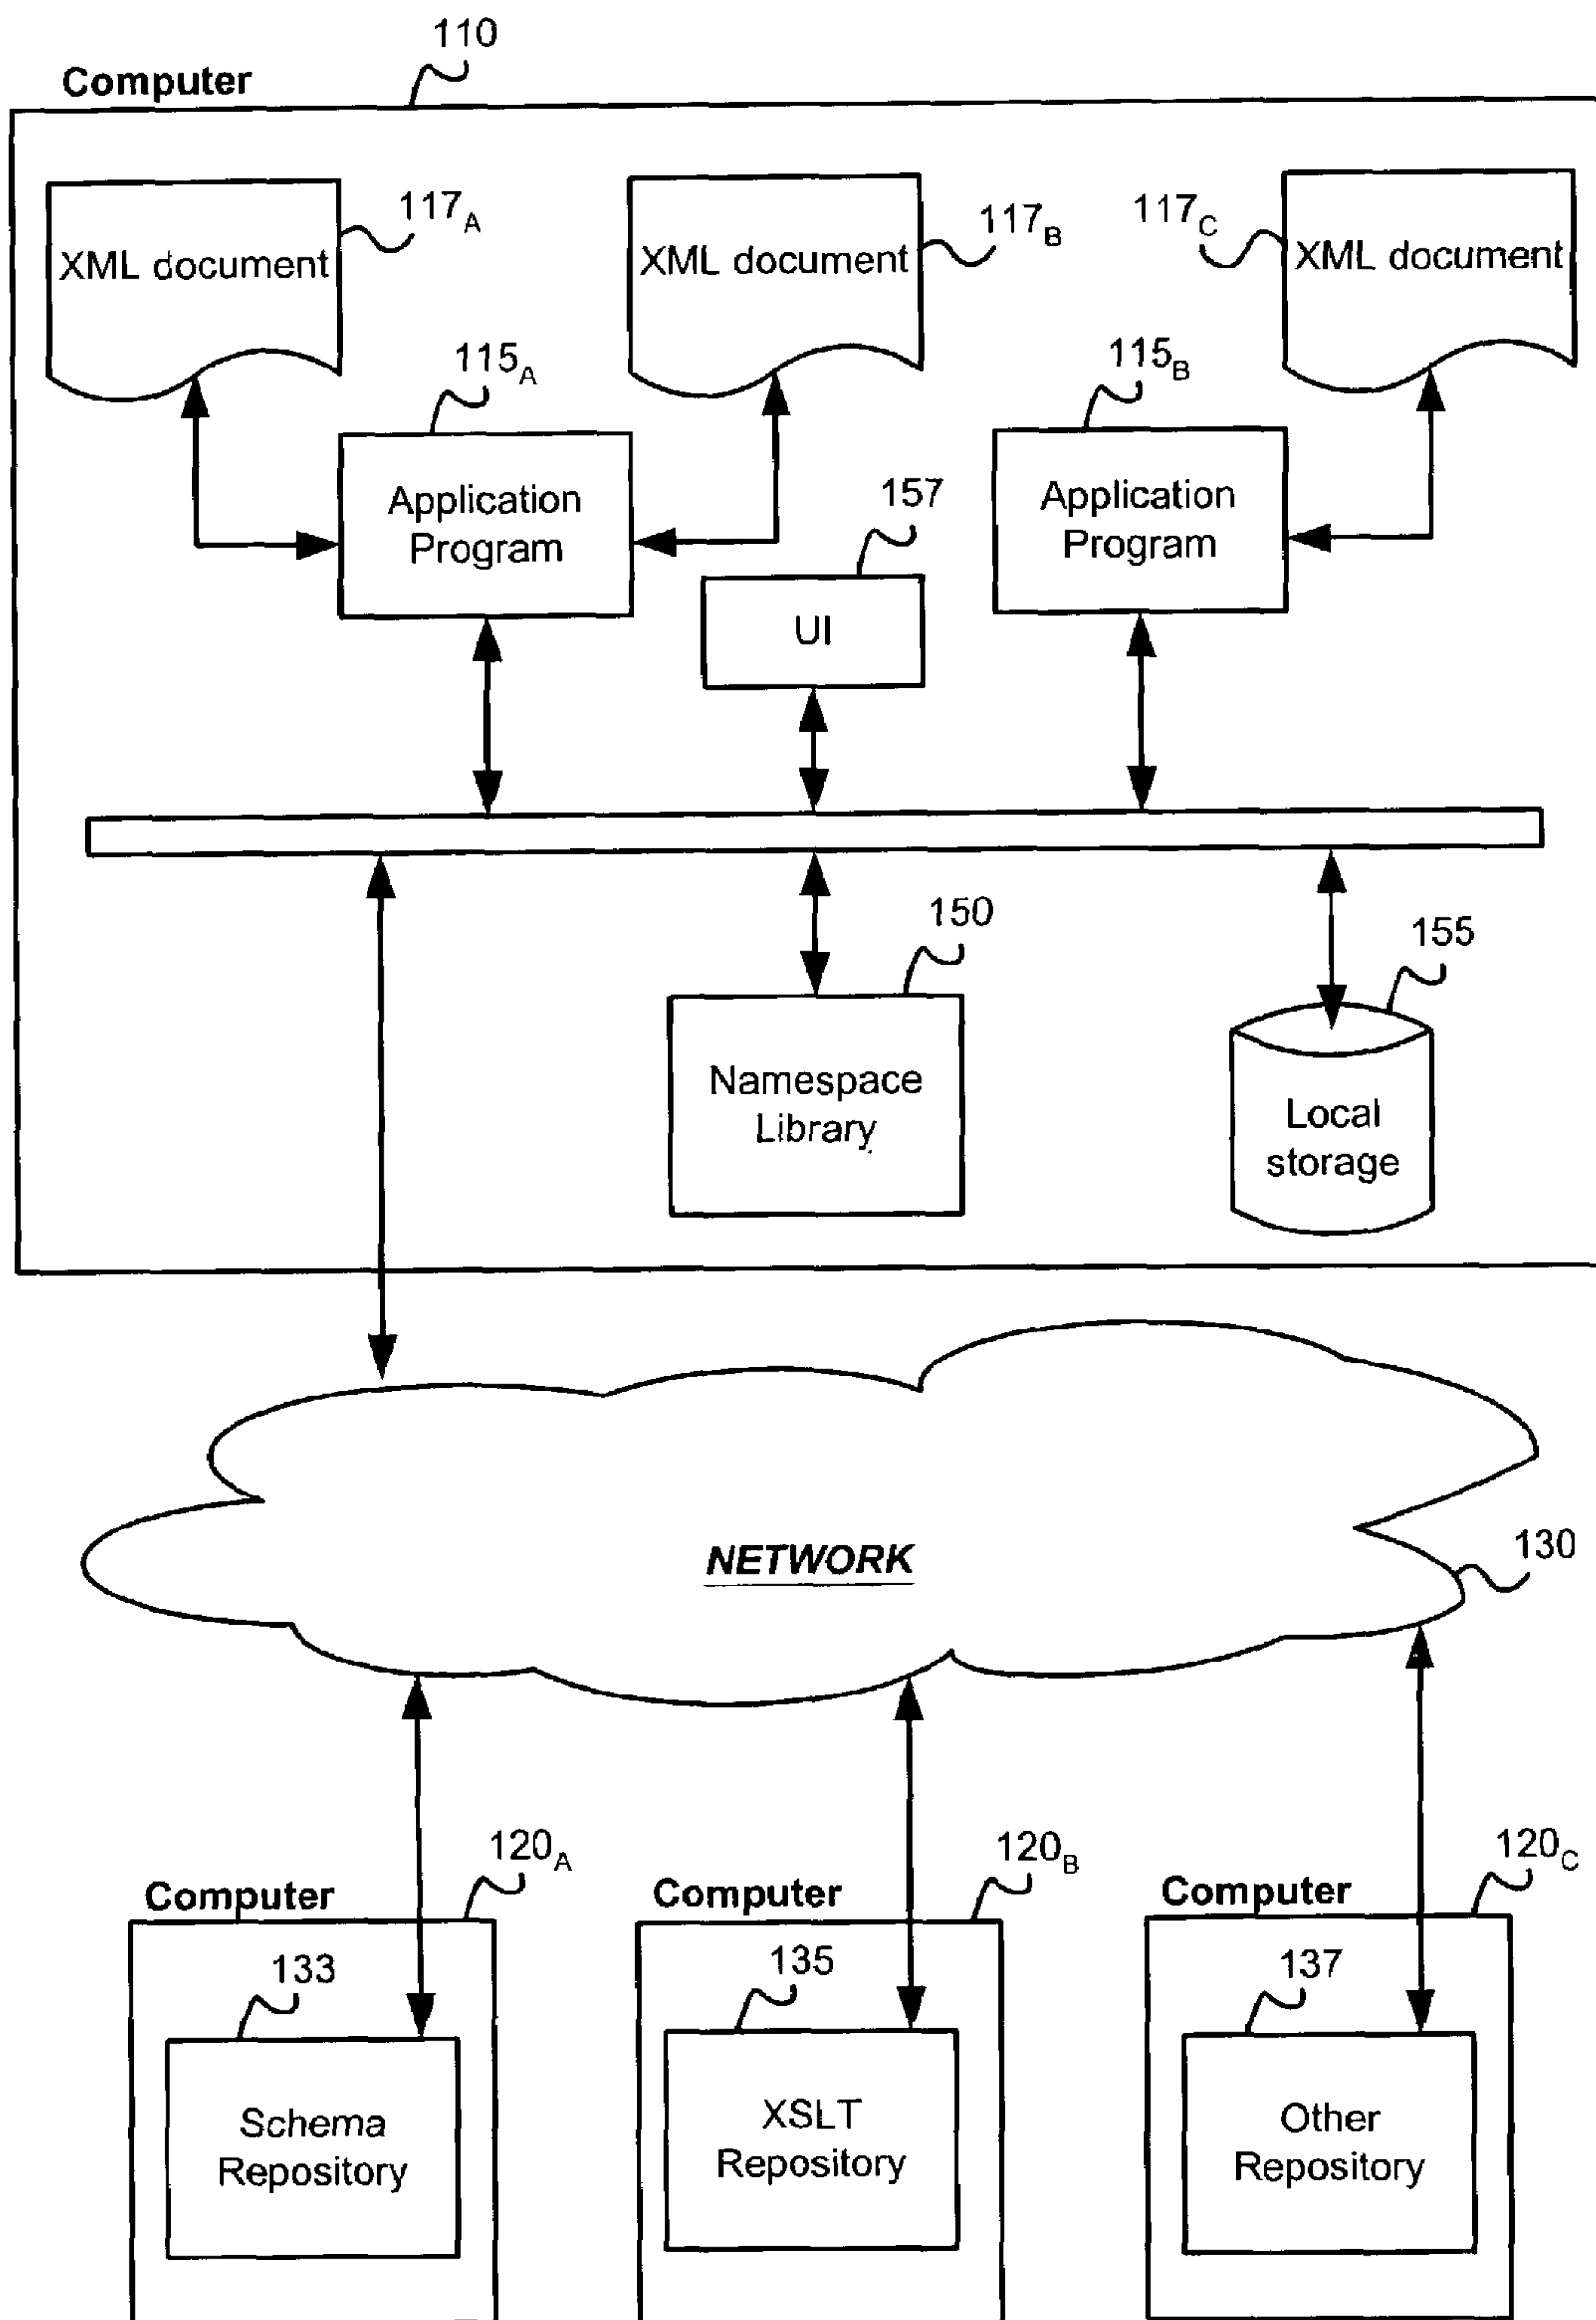 110
Computer
117A
117B
117C
XML document
XML document
XML document
115A
115B
Application
Program
157
Application
Program
UI
150
155
Namespace
Library
Local
storage
NETWORK
130
120A
120B
120C
Computer
Computer
Computer
133
135
137
Schema
Repository
XSLT
Repository
Other
Repository